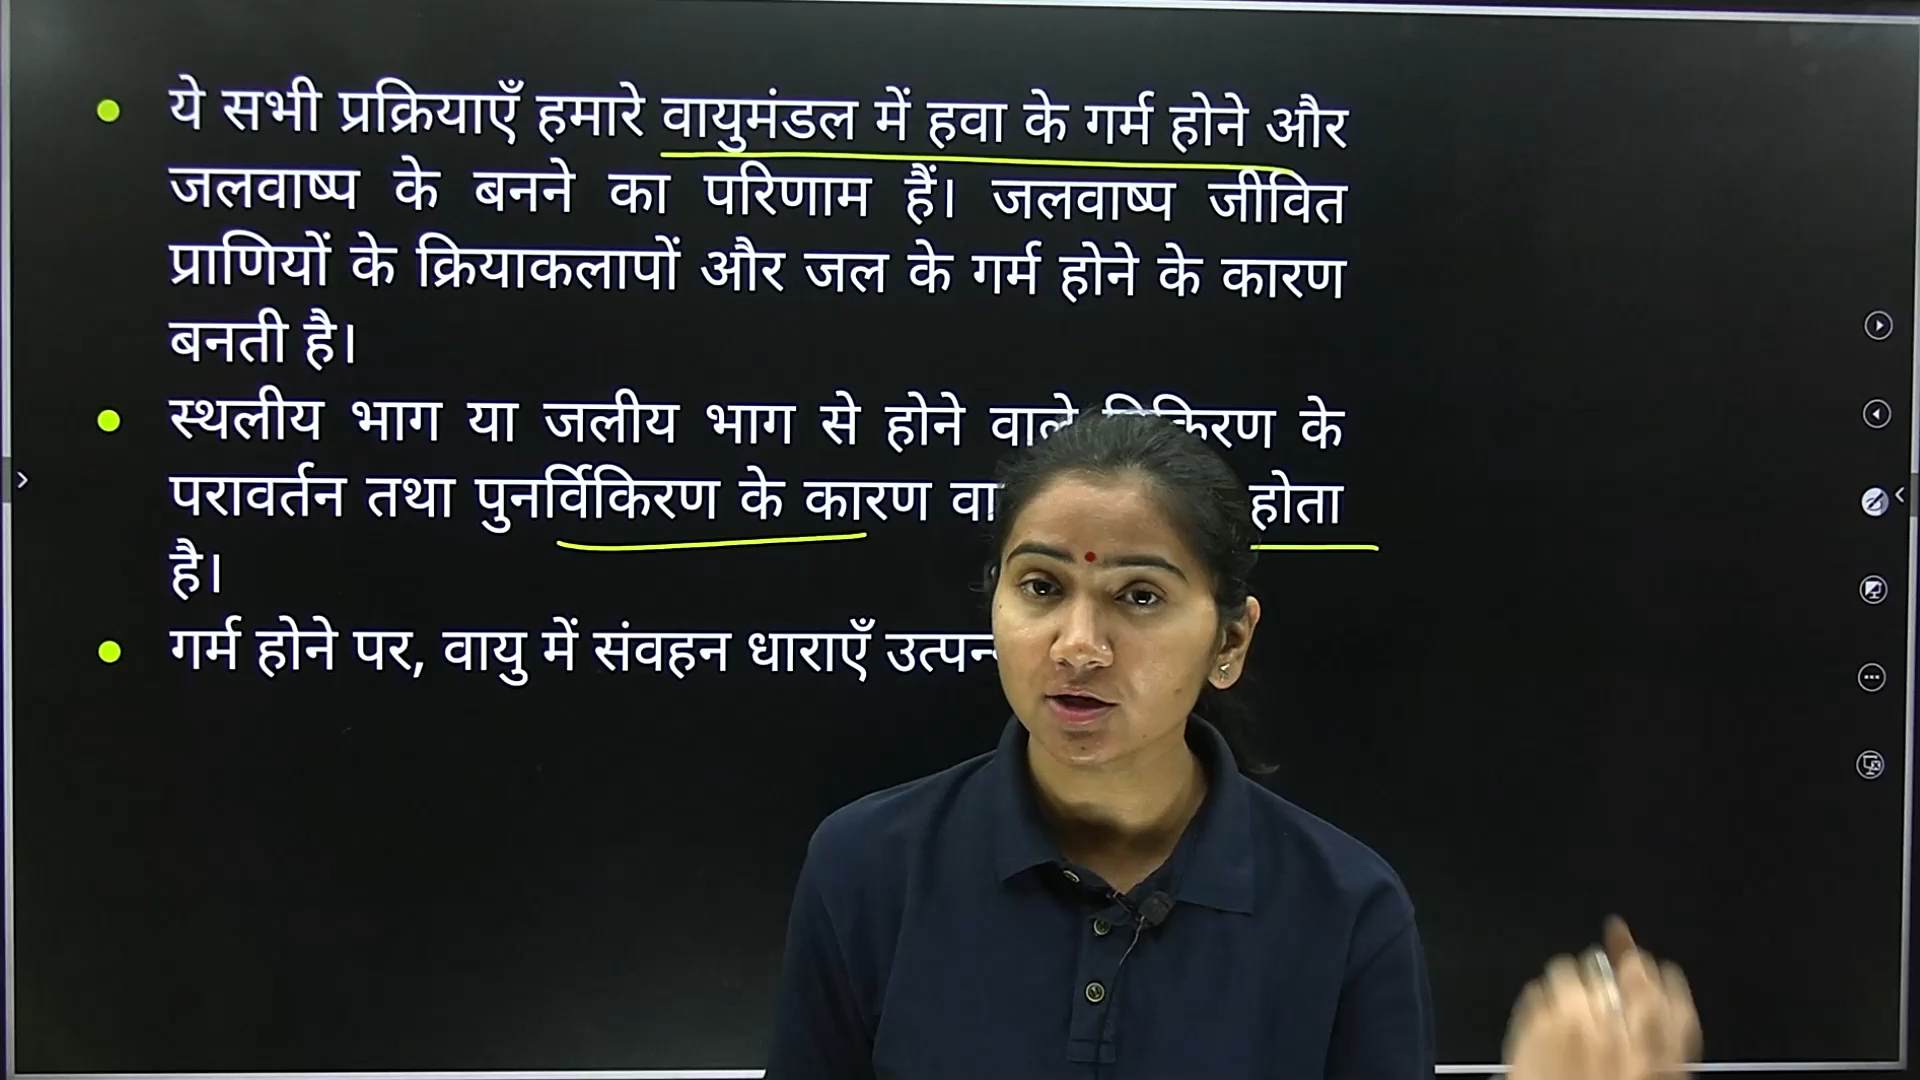 ये सभी प्रक्रियाएँ हमारे वायुमंडल में हवा के गर्म होने और
जलवाष्प के बनने का परिणाम हैं। जलवाष्प जीवित
प्राणियों के क्रियाकलापों और जल के गर्म होने के कारण
बनती है।
स्थलीय भाग या जलीय भाग से होने वाले के
परावर्तन तथा पुनर्विकिरण के कारण होता
है।
गर्म होने पर, वायु में संवहन धाराएँ